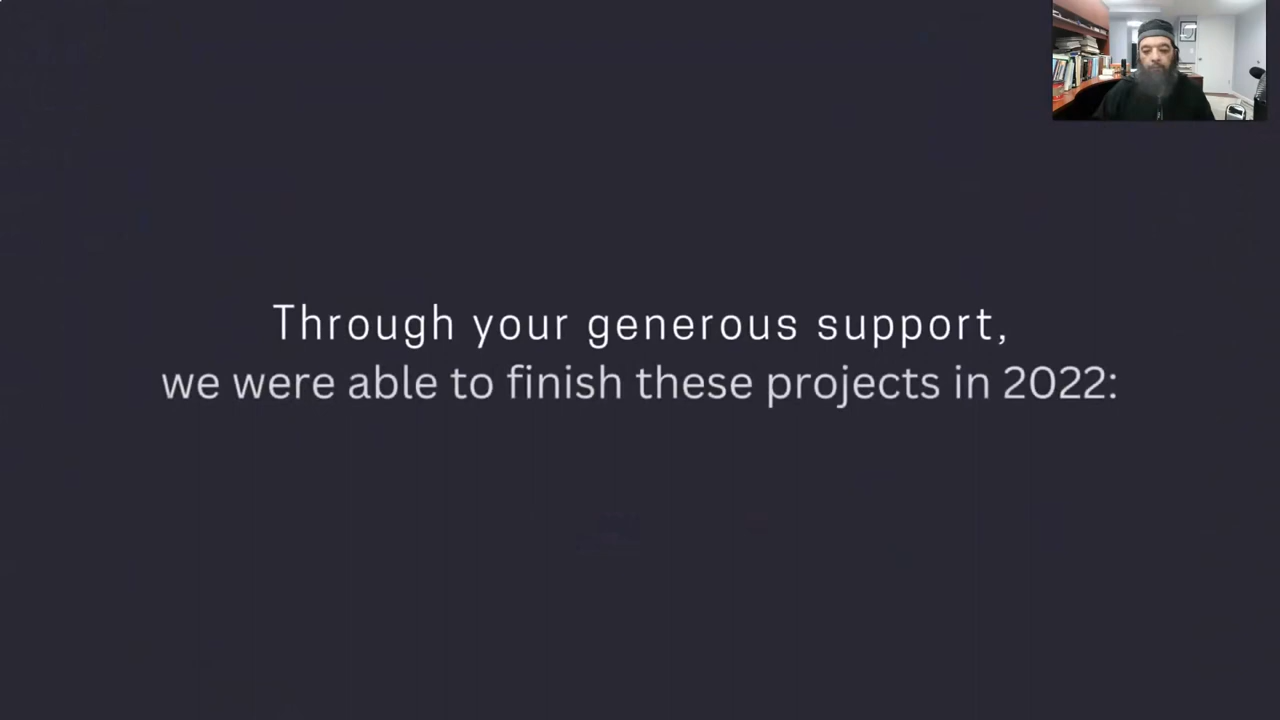 Through your generous support,
we were able to finish these projects in 2022: